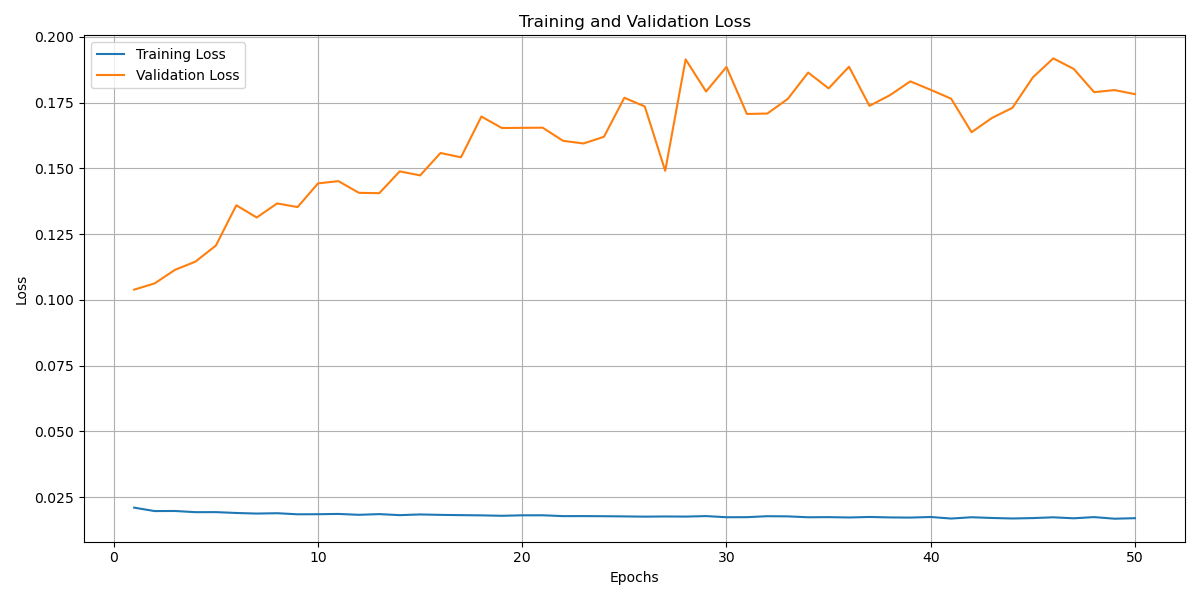 Training and Validation Loss
Training Loss
Validation Loss
0.200
0.175
0.150
0.125
0.100
0.075
0.050
0.025
Loss
0 10 20 30 40 50
Epochs